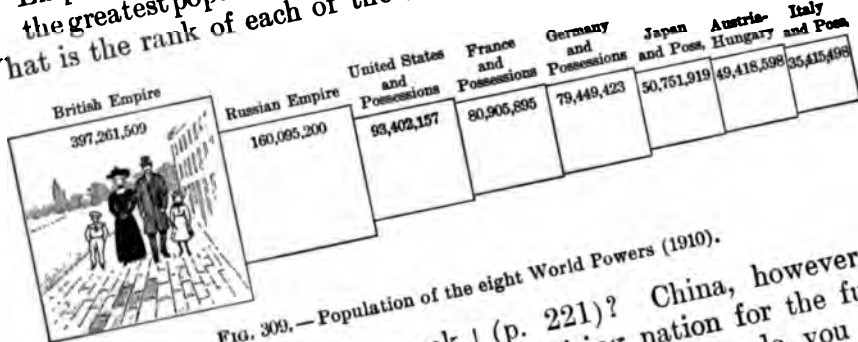 the greatest
hat is the rank of each of the
British Empire
397,261,509
Russian Empire
160,095,200
United States
and
Possessions
93,402,157
France
and
Possessions
80,905,895
Germany
and
Possessions
79,449,423
Japan
and Poss.
50,751,919
Austria-
Hungary
49,418,598
Italy
and Poss.
35,415,498
FIG. 309.—Population of the eight World Powers (1910).
(p. 221)? China, however
nation for the
you